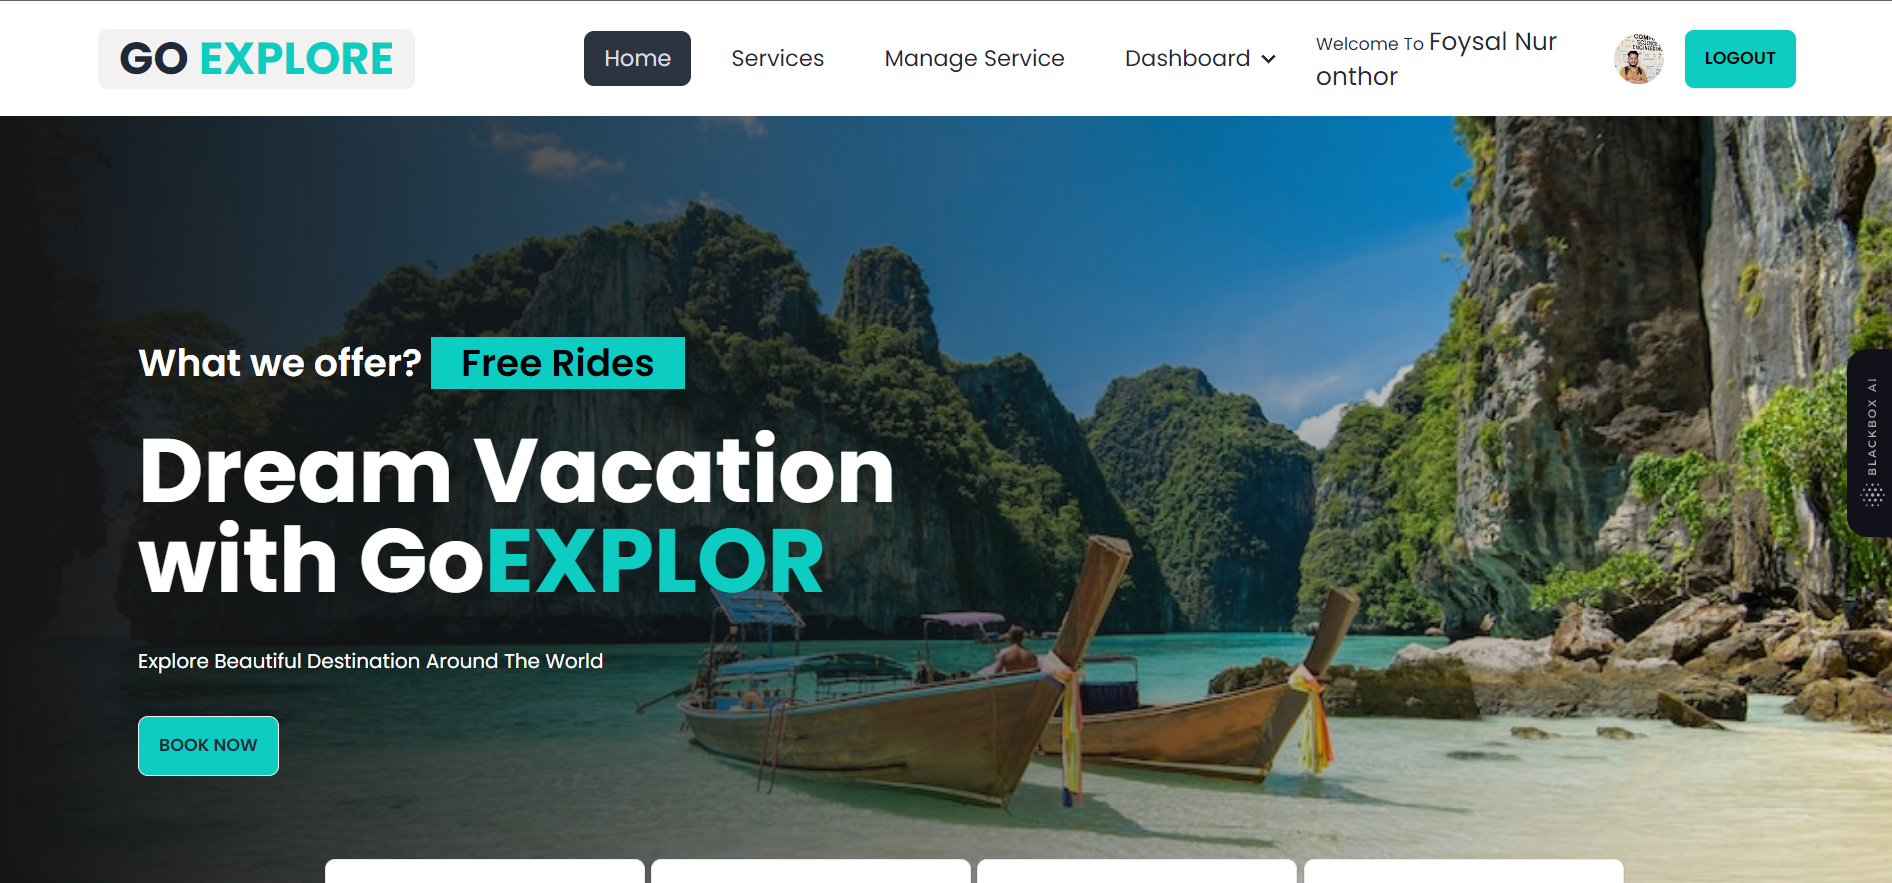 GO EXPLORE
Home
Services
Manage Service
Dashboard
Welcome To Foysal Nur
onthor
LOGOUT
What we offer? Free Rides
Dream Vacation
with GoEXPLOR
Explore Beautiful Destination Around The World
BOOK NOW
BLACKBOX AI